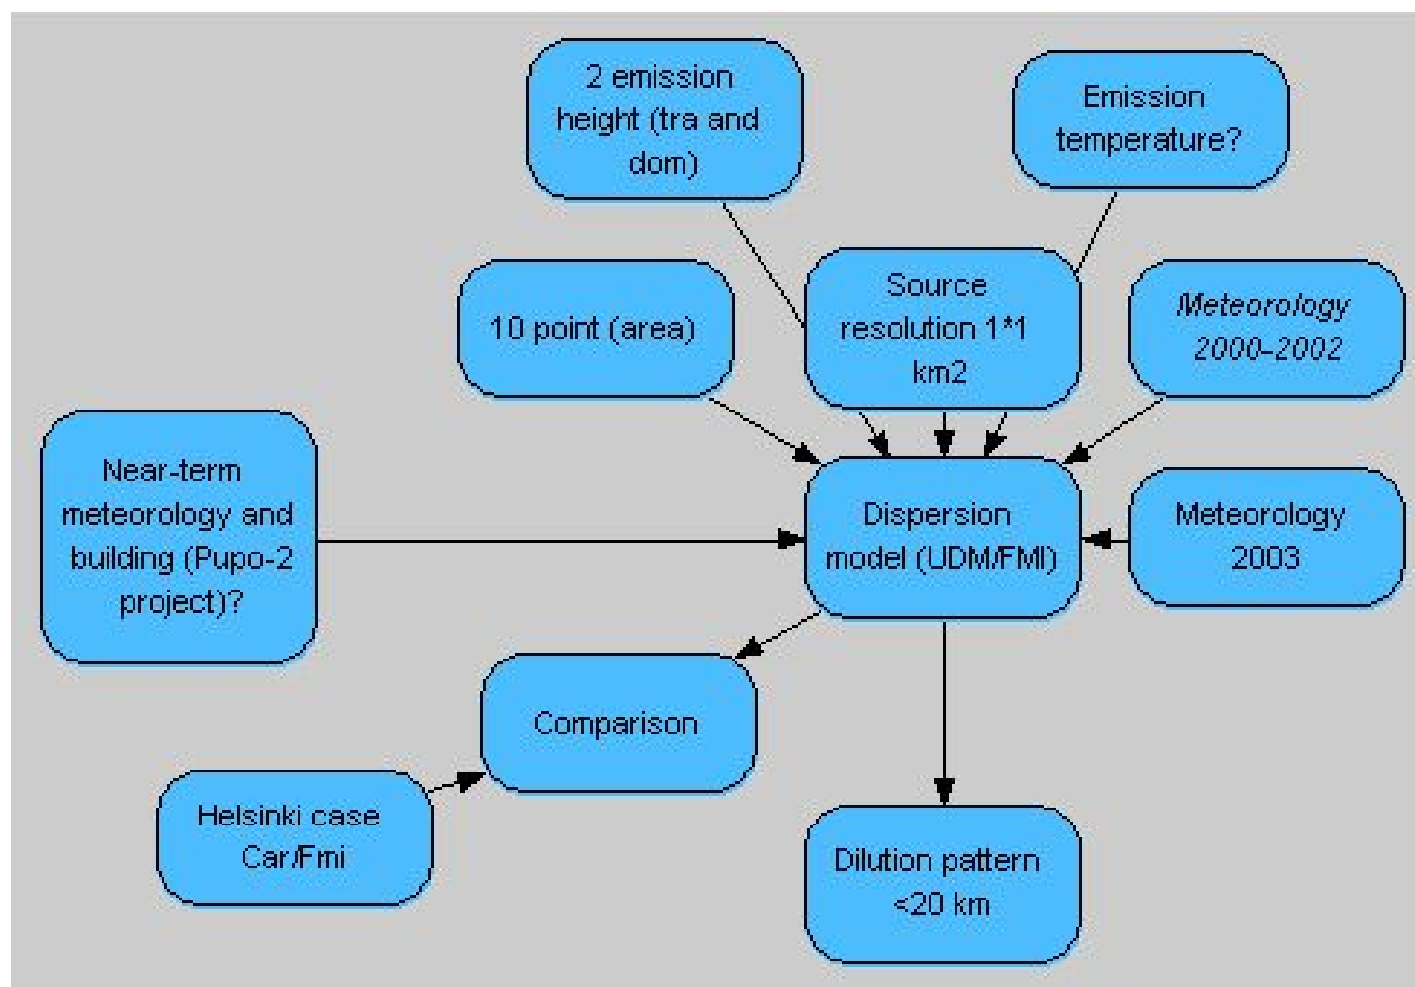 2 emission
height (tra and
dom)
Emission
temperature?
10 point (area)
Source
resolution 1*1
km2
Meteorology
2000-2002
Near-term
meteorology and
building (Pupo-2
project)?
Dispersion
model (UDM/FMI)
Meteorology
2003
Comparison
Helsinki case
Car/Fmi
Dilution pattern
<20 km